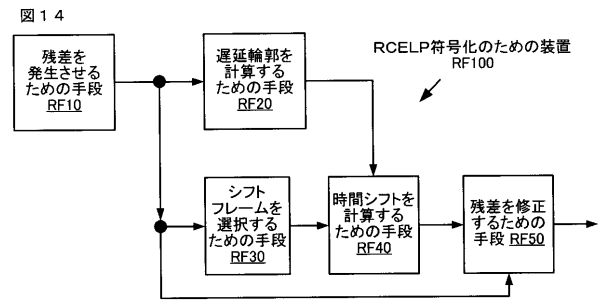 図14
残差を
発生させる
ための手段
RF10
遅延輪郭を
計算する
ための手段
RF20
RCELP符号化のための装置
RF100
シフト
フレームを
選択する
ための手段
RF30
時間シフトを
計算する
ための手段
RF40
残差を修正
するための
手段 RF50